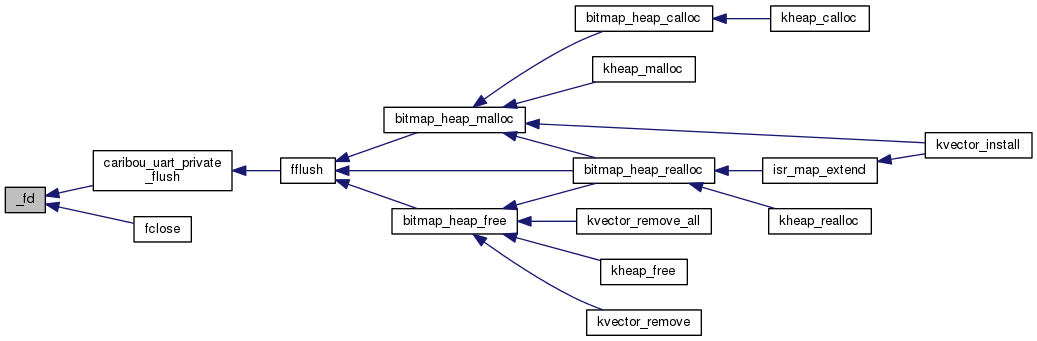 bitmap_heap_calloc
kheap_calloc
kheap_malloc
bitmap_heap_malloc
kvector_install
caribou_uart_private
_flush
fflush
bitmap_heap_realloc
isr_map_extend
_fd
fclose
bitmap_heap_free
kvector_remove_all
kheap_realloc
kheap_free
kvector_remove